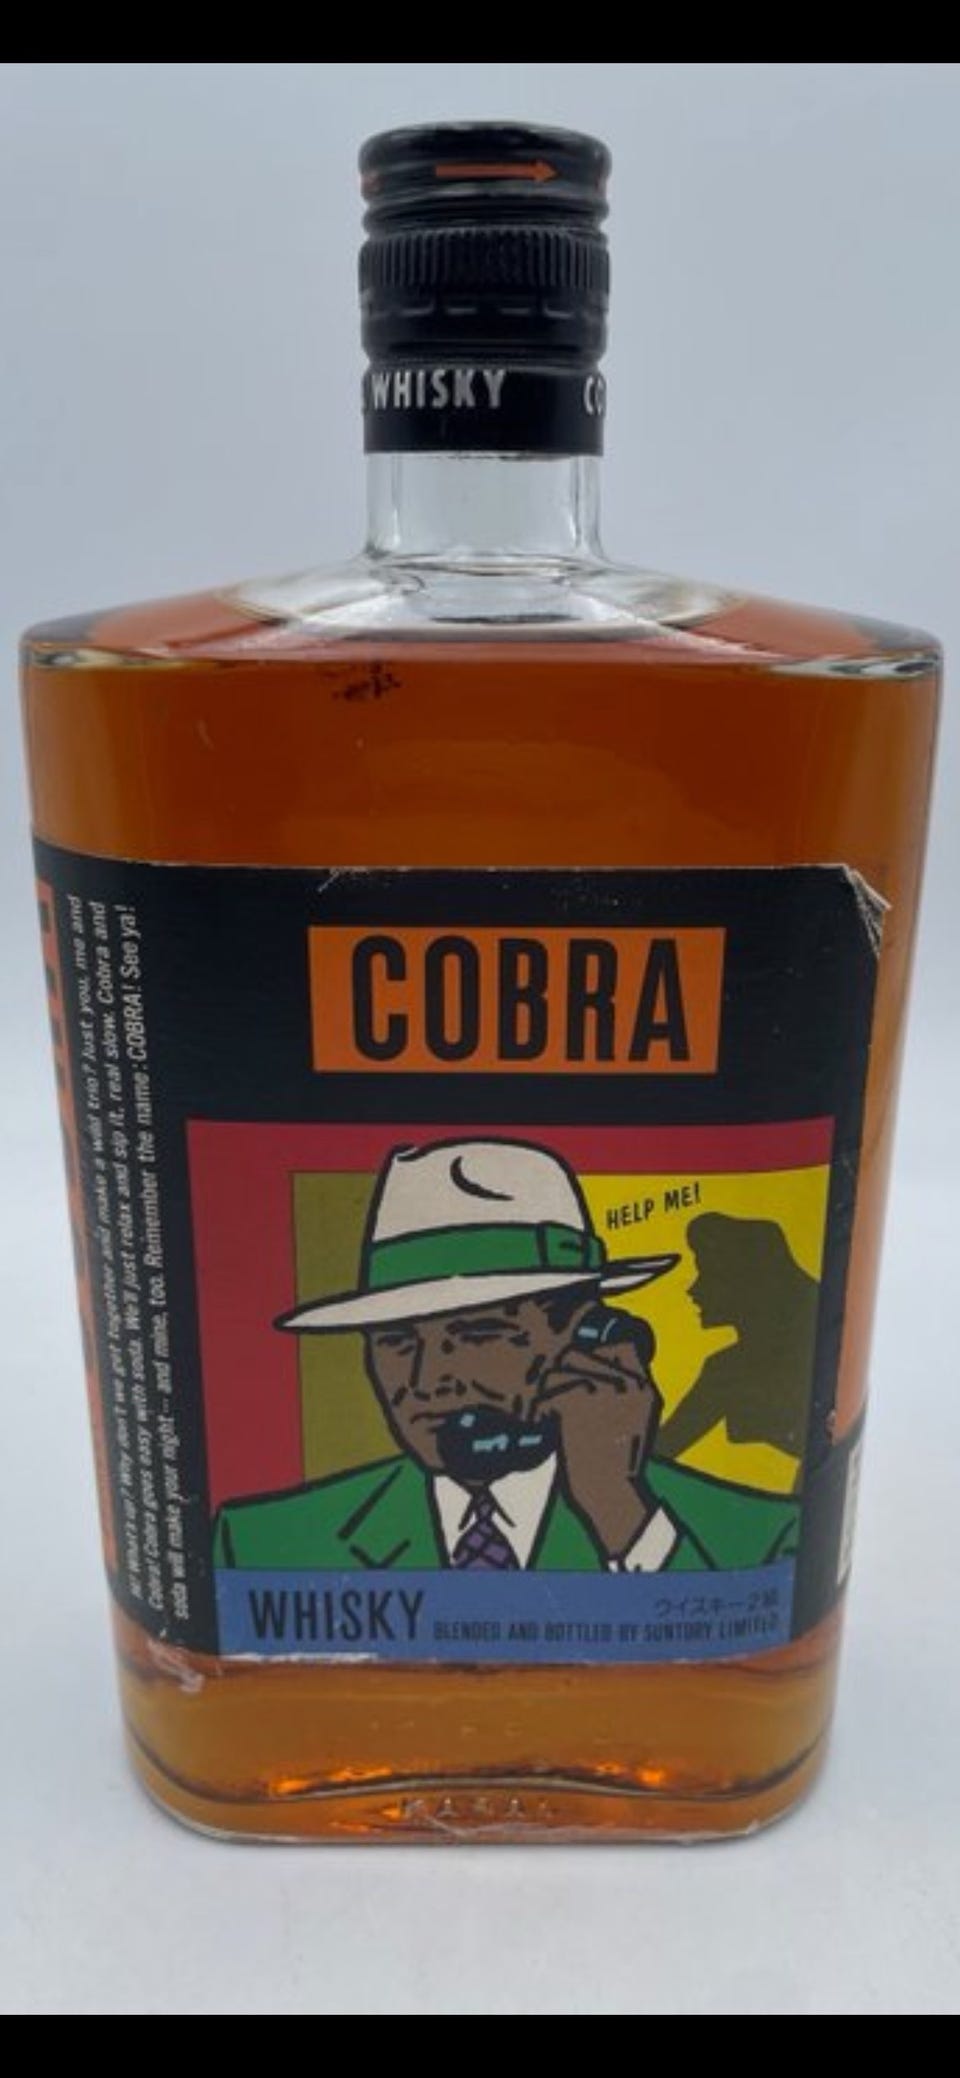 WHISKY
COBRA
HELP ME!
WHISKY
ウイスキー2級
BLENDED AND BOTTLED BY SUNTORY LIMITED
Hi! What's up? Why don't we get together and make a wild trio? Just you, me and
Cobra! Cobra goes easy with soda. We'll just relax and sip it, real slow. Cobra and
soda will make your night— and mine, too. Remember the name: COBRA! See ya!